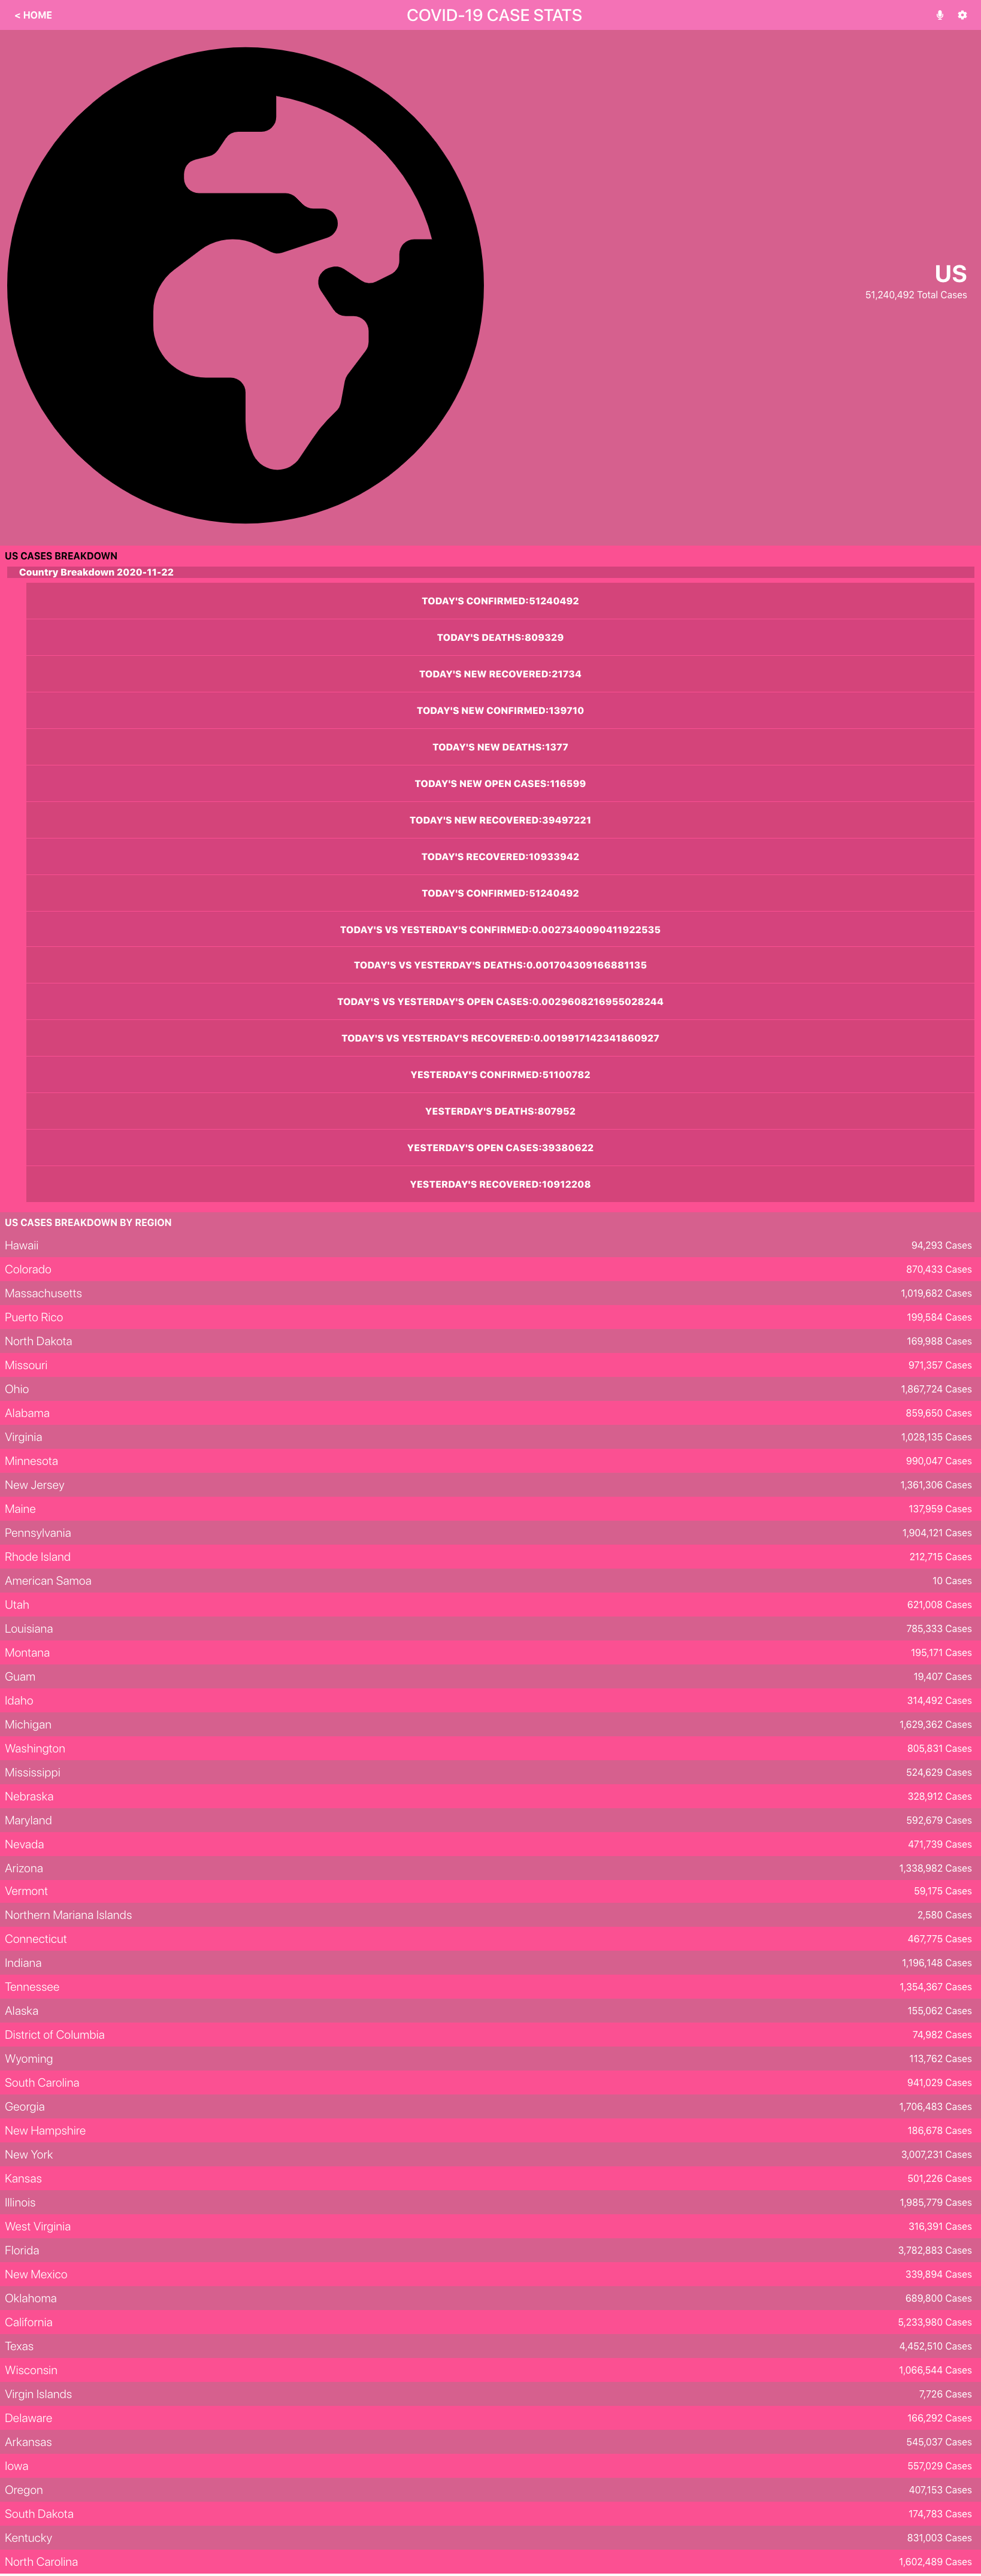 < HOME
COVID-19 CASE STATS
US
51,240,492 Total Cases
US CASES BREAKDOWN
Country Breakdown 2020-11-22
TODAY'S CONFIRMED:51240492
TODAY'S DEATHS:809329
TODAY'S NEW RECOVERED:21734
TODAY'S NEW CONFIRMED:139710
TODAY'S NEW DEATHS:1377
TODAY'S NEW OPEN CASES:116599
TODAY'S NEW RECOVERED:39497221
TODAY'S RECOVERED:10933942
TODAY'S CONFIRMED:51240492
TODAY'S VS YESTERDAY'S CONFIRMED:0.0027340090411922535
TODAY'S VS YESTERDAY'S DEATHS:0.001704309166881135
TODAY'S VS YESTERDAY'S OPEN CASES:0.0029608216955028244
TODAY'S VS YESTERDAY'S RECOVERED:0.0019917142341860927
YESTERDAY'S CONFIRMED:51100782
YESTERDAY'S DEATHS:807952
YESTERDAY'S OPEN CASES:39380622
YESTERDAY'S RECOVERED:10912208
US CASES BREAKDOWN BY REGION
Hawaii 94,293 Cases
Colorado 870,433 Cases
Massachusetts 1,019,682 Cases
Puerto Rico 199,584 Cases
North Dakota 169,988 Cases
Missouri 971,357 Cases
Ohio 1,867,724 Cases
Alabama 859,650 Cases
Virginia 1,028,135 Cases
Minnesota 990,047 Cases
New Jersey 1,361,306 Cases
Maine 137,959 Cases
Pennsylvania 1,904,121 Cases
Rhode Island 212,715 Cases
American Samoa 10 Cases
Utah 621,008 Cases
Louisiana 785,333 Cases
Montana 195,171 Cases
Guam 19,407 Cases
Idaho 314,492 Cases
Michigan 1,629,362 Cases
Washington 805,831 Cases
Mississippi 524,629 Cases
Nebraska 328,912 Cases
Maryland 592,679 Cases
Nevada 471,739 Cases
Arizona 1,338,982 Cases
Vermont 59,175 Cases
Northern Mariana Islands 2,580 Cases
Connecticut 467,775 Cases
Indiana 1,196,148 Cases
Tennessee 1,354,367 Cases
Alaska 155,062 Cases
District of Columbia 74,982 Cases
Wyoming 113,762 Cases
South Carolina 941,029 Cases
Georgia 1,706,483 Cases
New Hampshire 186,678 Cases
New York 3,007,231 Cases
Kansas 501,226 Cases
Illinois 1,985,779 Cases
West Virginia 316,391 Cases
Florida 3,782,883 Cases
New Mexico 339,894 Cases
Oklahoma 689,800 Cases
California 5,233,980 Cases
Texas 4,452,510 Cases
Wisconsin 1,066,544 Cases
Virgin Islands 7,726 Cases
Delaware 166,292 Cases
Arkansas 545,037 Cases
Iowa 557,029 Cases
Oregon 407,153 Cases
South Dakota 174,783 Cases
Kentucky 831,003 Cases
North Carolina 1,602,489 Cases